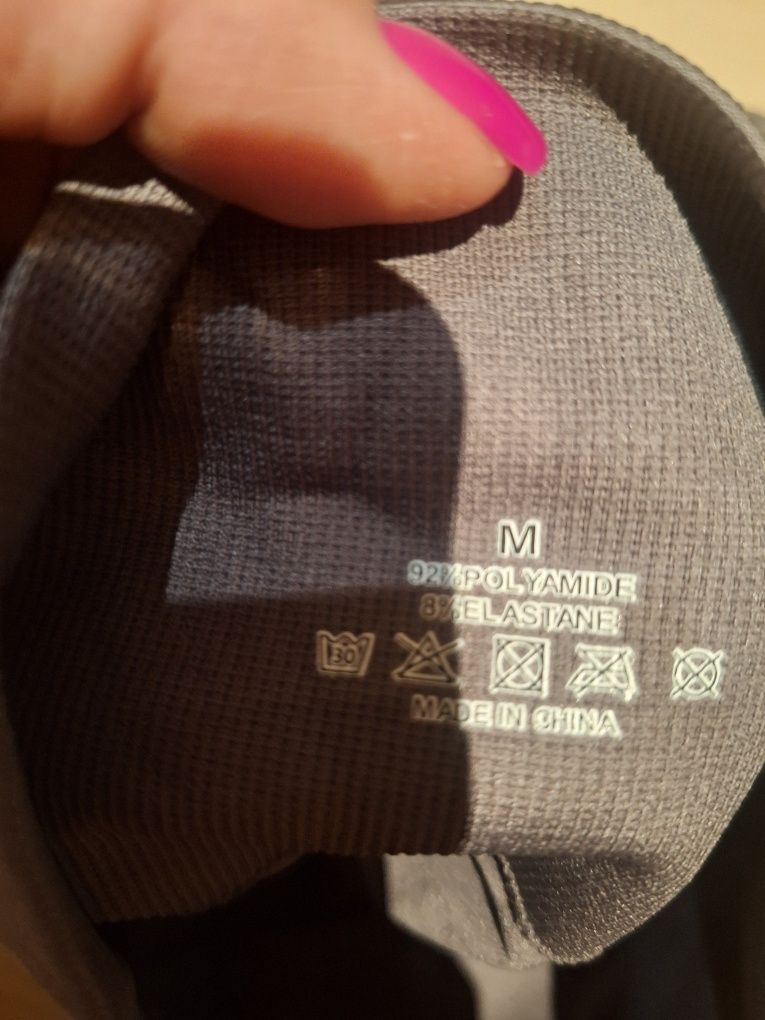 M
92%POLYAMIDE
8%ELASTANE
30
MADE IN CHINA